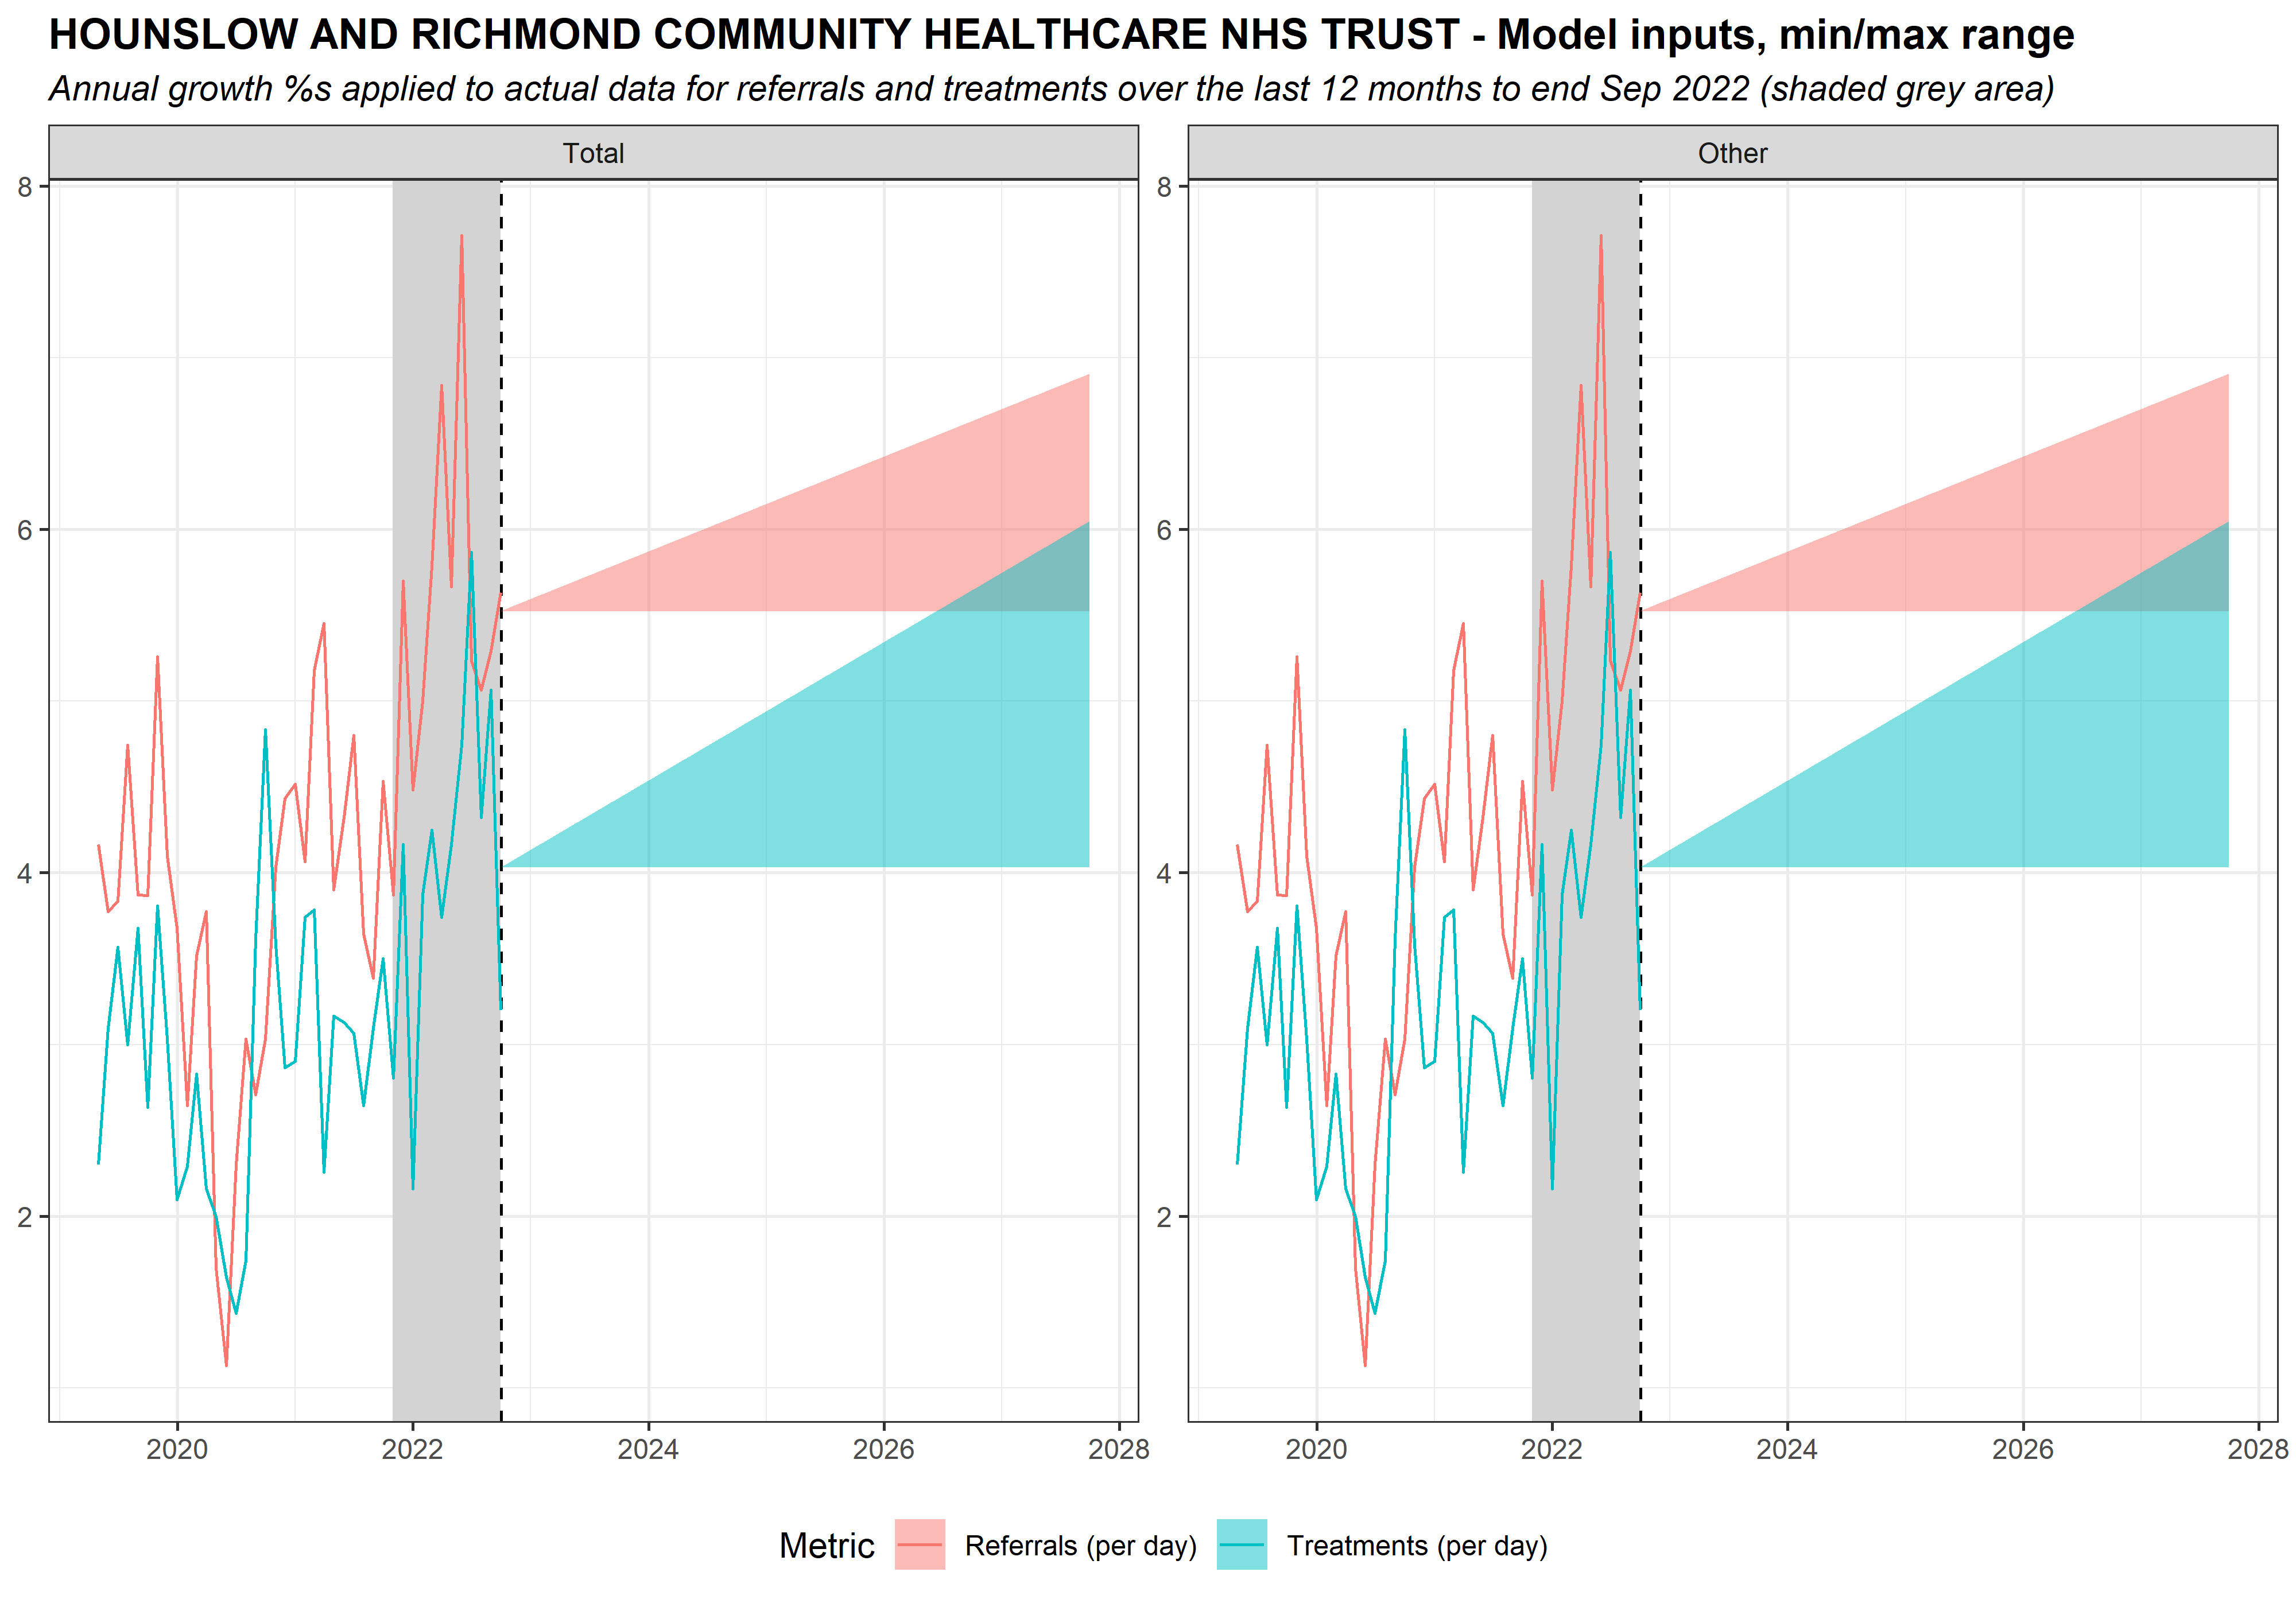 HOUNSLOW AND RICHMOND COMMUNITY HEALTHCARE NHS TRUST - Model inputs, min/max range
Annual growth %s applied to actual data for referrals and treatments over the last 12 months to end Sep 2022 (shaded grey area)
Total
Other
8
6
4
2
8
6
4
2
2020 2022 2024 2026 2028
2020 2022 2024 2026 2028
Metric Referrals (per day) Treatments (per day)